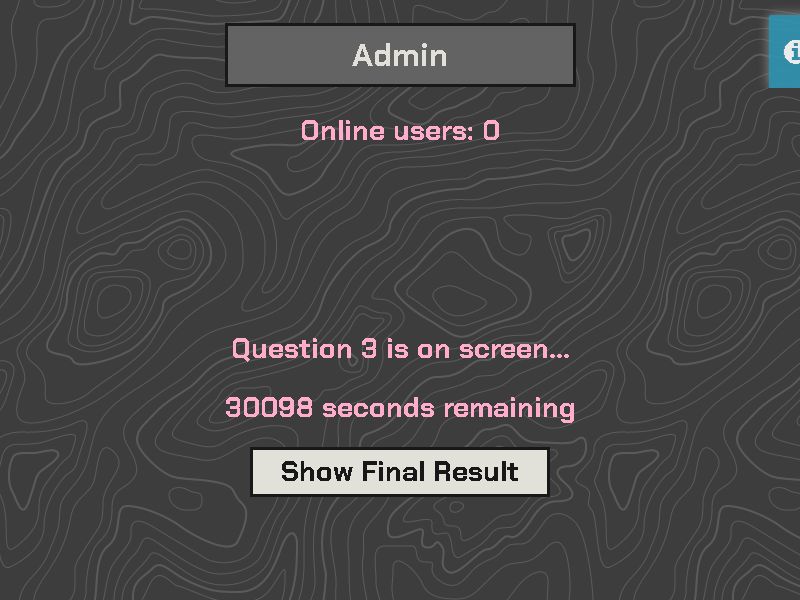 Admin
Online users: 0
Question 3 is on screen...
30098 seconds remaining
Show Final Result